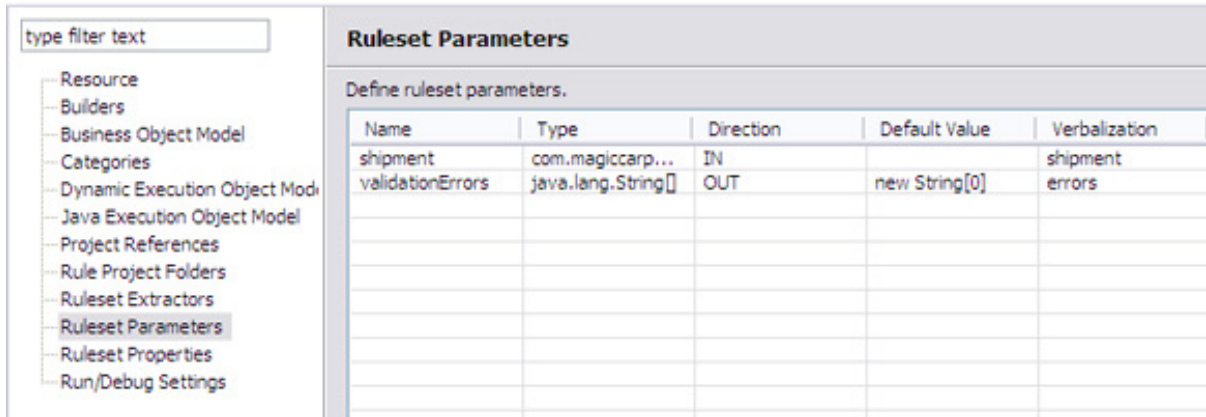 type filter text
Resource
Builders
Business Object Model
Categories
Dynamic Execution Object Mod
Java Execution Object Model
Project References
Rule Project Folders
Ruleset Extractors
Ruleset Parameters
Ruleset Properties
Run/Debug Settings
Ruleset Parameters
Define ruleset parameters.
Name Type Direction Default Value Verbalization
shipment com.magiccarp... IN shipment
validationErrors java.lang.String[] OUT new String[0] errors